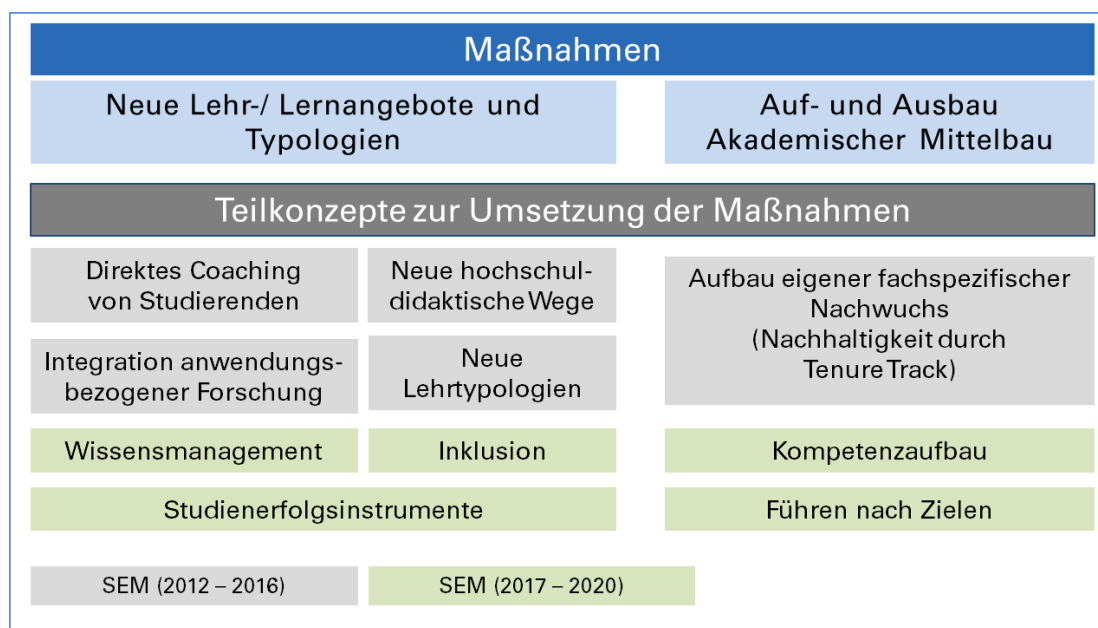 Maßnahmen
Neue Lehr-/ Lernangebote und
Typologien
Auf- und Ausbau
Akademischer Mittelbau
Teilkonzepte zur Umsetzung der Maßnahmen
Direktes Coaching
von Studierenden
Neue hochschul-
didaktische Wege
Aufbau eigener fachspezifischer
Nachwuchs
(Nachhaltigkeit durch
Tenure Track)
Integration anwendungs-
bezogener Forschung
Neue
Lehrtypologien
Wissensmanagement
Inklusion
Kompetenzaufbau
Studienerfolgsinstrumente
Führen nach Zielen
SEM (2012 – 2016)
SEM (2017 – 2020)